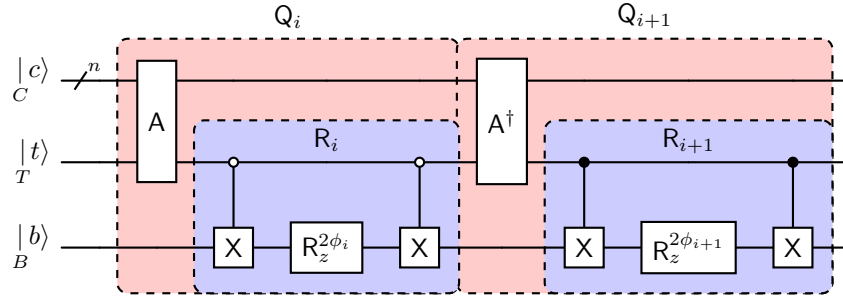 Q_i Q_{i+1}
|c⟩ n
C
A A†
R_i R_{i+1}
|t⟩
T
|b⟩ X R_z^{2ϕ_i} X X R_z^{2ϕ_{i+1}} X
B